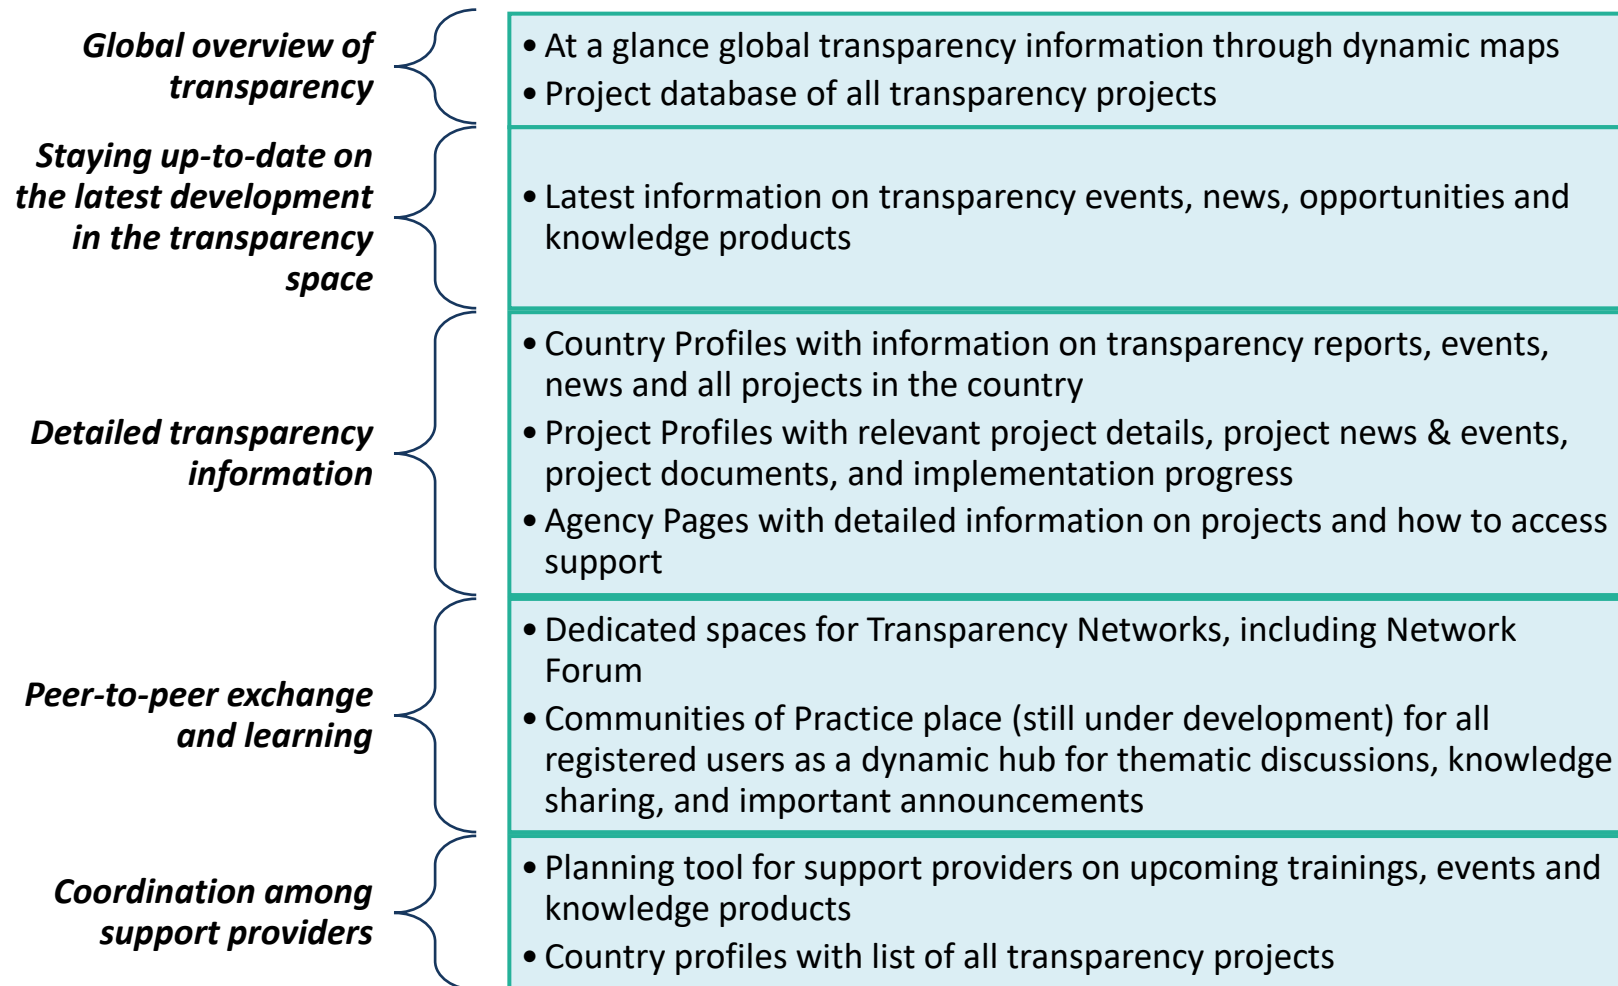 Global overview of
transparency
• At a glance global transparency information through dynamic maps
• Project database of all transparency projects
Staying up-to-date on
the latest development
in the transparency
space
• Latest information on transparency events, news, opportunities and
knowledge products
Detailed transparency
information
• Country Profiles with information on transparency reports, events,
news and all projects in the country
• Project Profiles with relevant project details, project news & events,
project documents, and implementation progress
• Agency Pages with detailed information on projects and how to access
support
Peer-to-peer exchange
and learning
• Dedicated spaces for Transparency Networks, including Network
Forum
• Communities of Practice place (still under development) for all
registered users as a dynamic hub for thematic discussions, knowledge
sharing, and important announcements
Coordination among
support providers
• Planning tool for support providers on upcoming trainings, events and
knowledge products
• Country profiles with list of all transparency projects